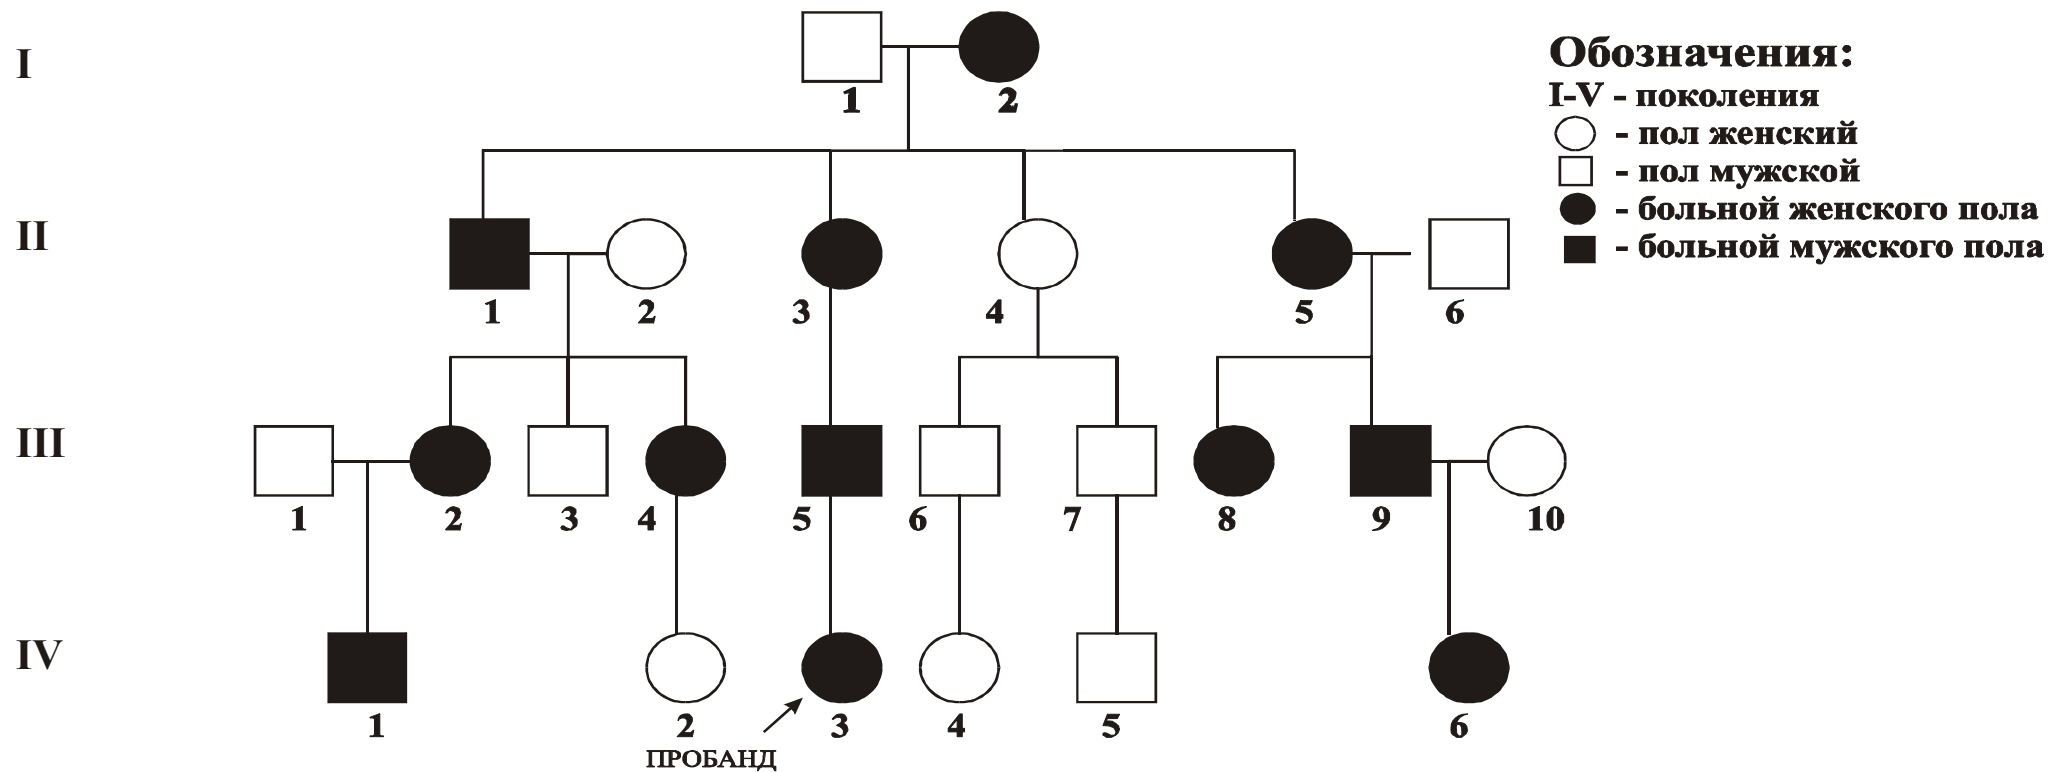 I
1 2
Обозначения:
I-V - поколения
- пол женский
- пол мужской
- больной женского пола
- больной мужского пола
II
1 2 3 4 5 6
III
1 2 3 4 5 6 7 8 9 10
IV
1 2 3 4 5 6
ПРОБАНД